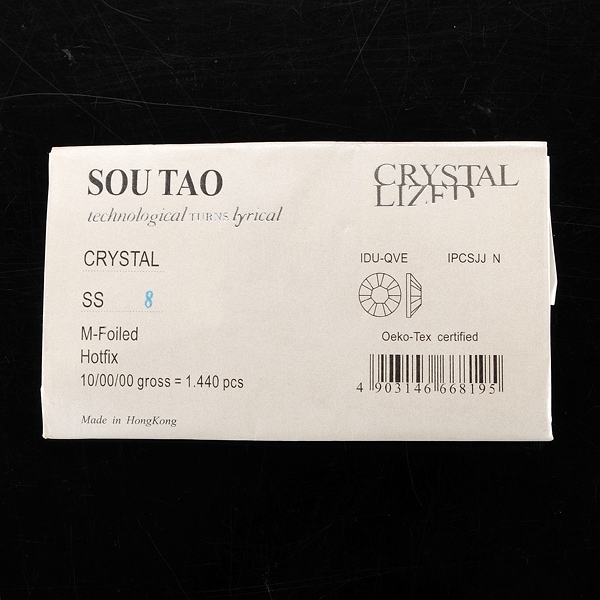 SOU TAO
technological TURNS lyrical
CRYSTAL
SS 8
M-Foiled
Hotfix
10/00/00 gross = 1.440 pcs
Made in HongKong
CRYSTAL
LIZED
IDU-QVE IPCSJJ N
Oeko-Tex certified
4 903146 668195